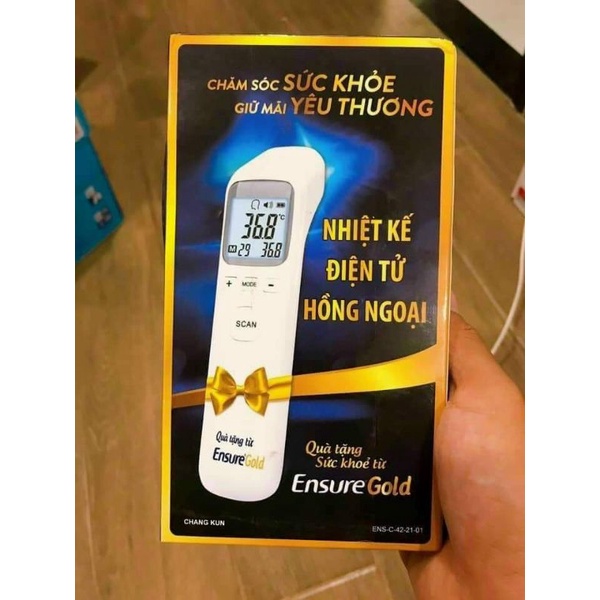 CHĂM SÓC SỨC KHỎE
GIỮ MÃI YÊU THƯƠNG
36.8 °C
M 29 36.8
+ MODE -
SCAN
NHIỆT KẾ
ĐIỆN TỬ
HỒNG NGOẠI
Quà tặng từ
Ensure Gold
Quà tặng
Sức khoẻ từ
Ensure Gold
CHANG KUN
ENS-C-42-21-01